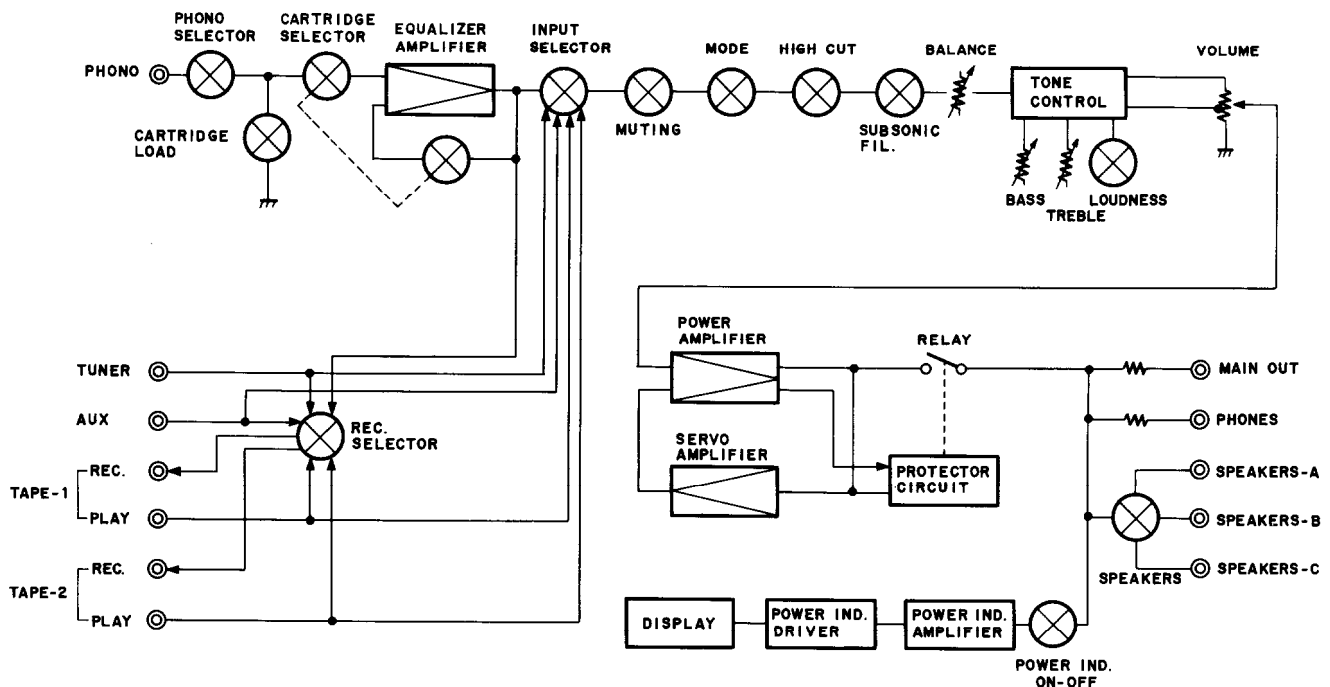 PHONO
SELECTOR
CARTRIDGE
SELECTOR
EQUALIZER
AMPLIFIER
INPUT
SELECTOR
MODE
HIGH CUT
BALANCE
VOLUME
PHONO
TONE
CONTROL
CARTRIDGE
LOAD
MUTING
SUBSONIC
FIL.
BASS
TREBLE
LOUDNESS
POWER
AMPLIFIER
RELAY
TUNER
MAIN OUT
AUX
REC.
SELECTOR
PHONES
SERVO
AMPLIFIER
PROTECTOR
CIRCUIT
TAPE-1
REC.
PLAY
SPEAKERS-A
SPEAKERS-B
SPEAKERS-C
SPEAKERS
TAPE-2
REC.
PLAY
DISPLAY
POWER IND.
DRIVER
POWER IND.
AMPLIFIER
POWER IND.
ON-OFF